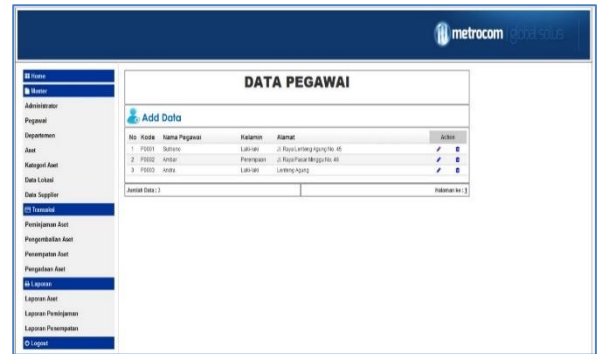 metrocom
Home
Master
Administrator
Pegawai
Departemen
Aset
Kategori Aset
Data Lokasi
Data Supplier
Transaksi
Peminjaman Aset
Pengembalian Aset
Penempatan Aset
Pengadaan Aset
Laporan
Laporan Aset
Laporan Peminjaman
Laporan Penempatan
Logout
DATA PEGAWAI
Add Data
No Kode Nama Pegawai Kelamin Alamat Action
1 P0001 Laki-laki Jl. Raya Lenteng Agung No. 45
2 P0002 Ambar Perempuan Jl. Raya Pasar Minggu No.
3 P0003 Andra Laki-laki Lenteng Agung
Jumlah Data : 3 Halaman ke : 1